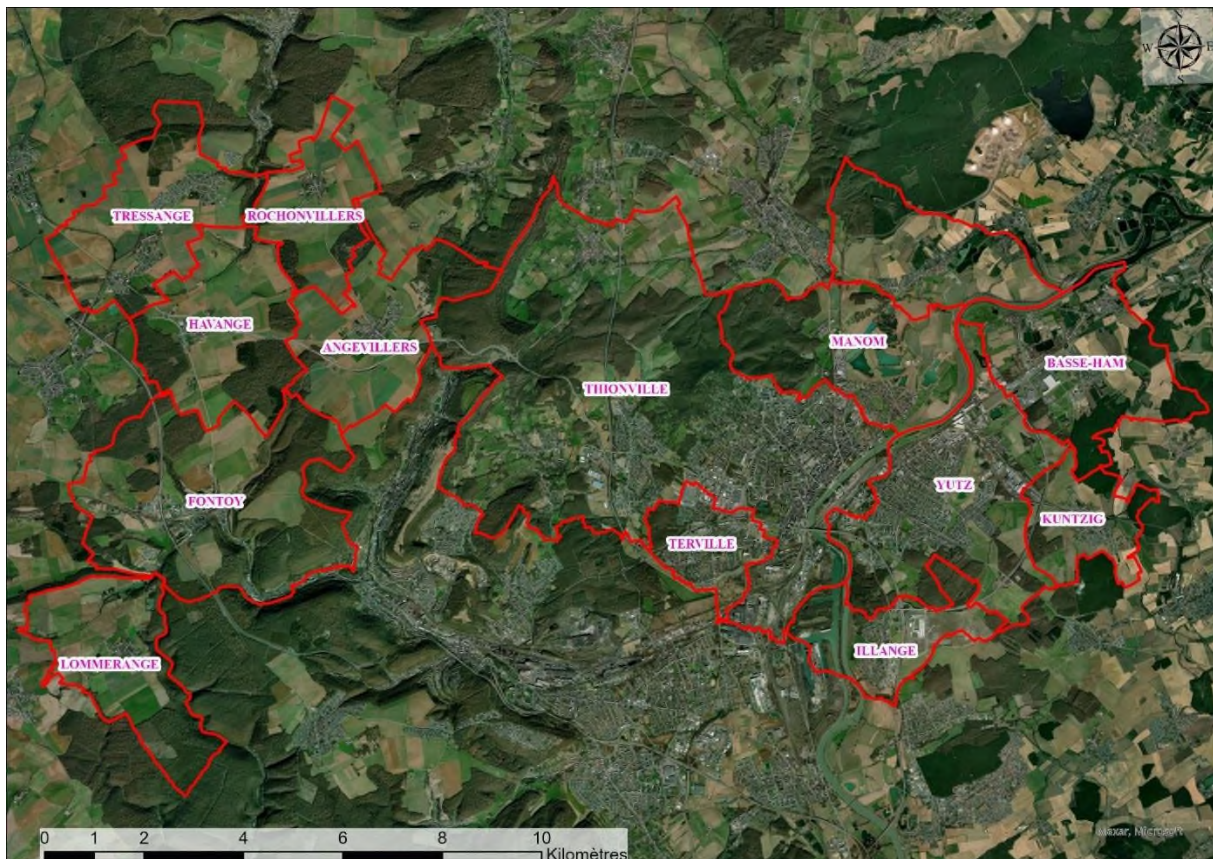 N
W
E
S
TRESSANGE
ROCHONVILLERS
HAVANGE
ANGEVILLERS
MANOM
BASSE-HAM
THIONVILLE
FONTOY
YUTZ
KUNTZIG
TERVILLE
ILLANGE
LOMMERANGE
0 1 2 4 6 8 10
Kilomètres
Maxar, Microsoft